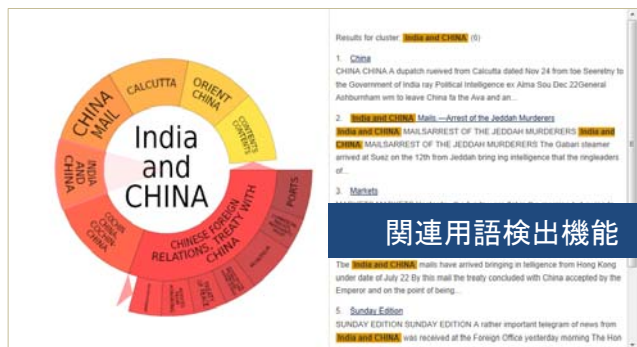 India
and
CHINA
CHINA
MAIL
CALCUTTA
ORIENT
CHINA
CONTENTS
CONTENTS
INDIA
AND
CHINA
COCHIN
CHINA,
COCHIN-
CHINA
CHINESE FOREIGN
RELATIONS, TREATY WITH
CHINA
PORTS
Results for cluster: India and CHINA (6)
1. China
CHINA CHINA A dupatch rueived from Calcutta dated Nov 24 from toe Seeretny to
the Government of India ray Political Intelligence ex Alma Sou Dec 22General
Ashburnham wm to leave China fa the Ava and an...
2. India and CHINA Mails.—Arrest of the Jeddah Murderers
India and CHINA MAILSARREST OF THE JEDDAH MURDERERS India and
CHINA MAILSARREST OF THE JEDDAH MURDERERS The Gaban steamer
arrived at Suez on the 12th from Jeddah bring ing intelligence that the ringleaders
of...
3. Markets
関連用語検出機能
Tbe India and CHINA mails have arrived bringing in telligence from Hong Kong
under date of July 22 By this mail the treaty concluded with China accepted by the
Emperor and on the point of being...
5. Sunday Edition
SUNDAY EDITION SUNDAY EDITION A rather important telegram of news from
India and CHINA was received at the Foreign Office yesterday morning The Hon